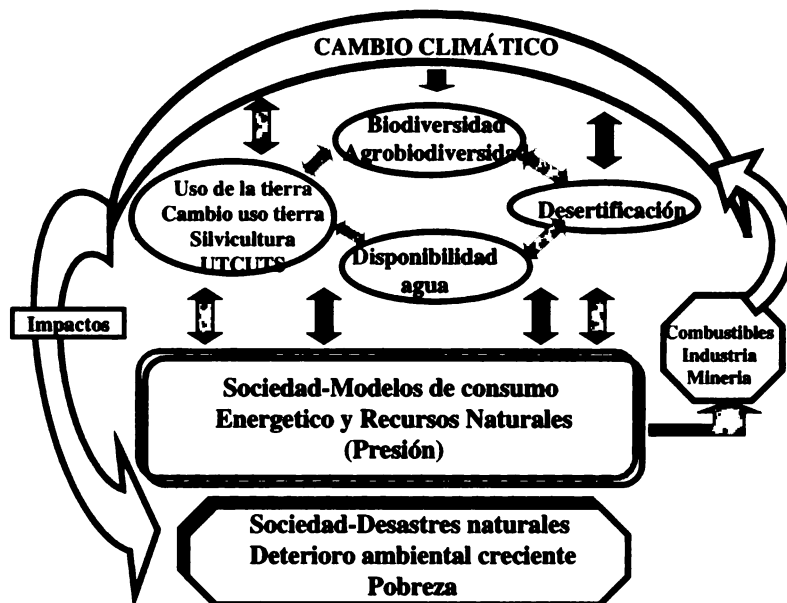 CAMBIO CLIMÁTICO
Biodiversidad
Agrobiodiversidad
Uso de la tierra
Cambio uso tierra
Silvicultura
UTCUTS
Desertificación
Disponibilidad
agua
Impactos
Combustibles
Industria
Mineria
Sociedad-Modelos de consumo
Energetico y Recursos Naturales
(Presión)
Sociedad-Desastres naturales
Deterioro ambiental creciente
Pobreza